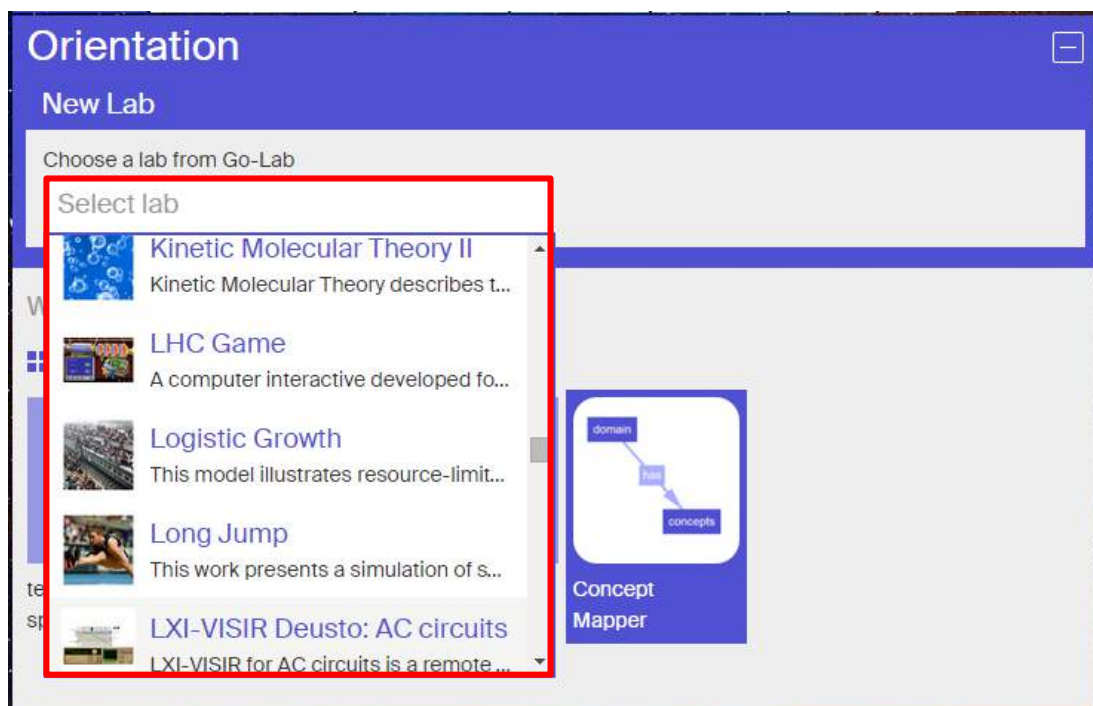 Orientation
New Lab
Choose a lab from Go-Lab
Select lab
Kinetic Molecular Theory II
Kinetic Molecular Theory describes t...
LHC Game
A computer interactive developed fo...
Logistic Growth
This model illustrates resource-limit...
Long Jump
This work presents a simulation of s...
LXI-VISIR Deusto: AC circuits
LXI-VISIR for AC circuits is a remote ...
W
te
sp
domain
has
concepts
Concept
Mapper